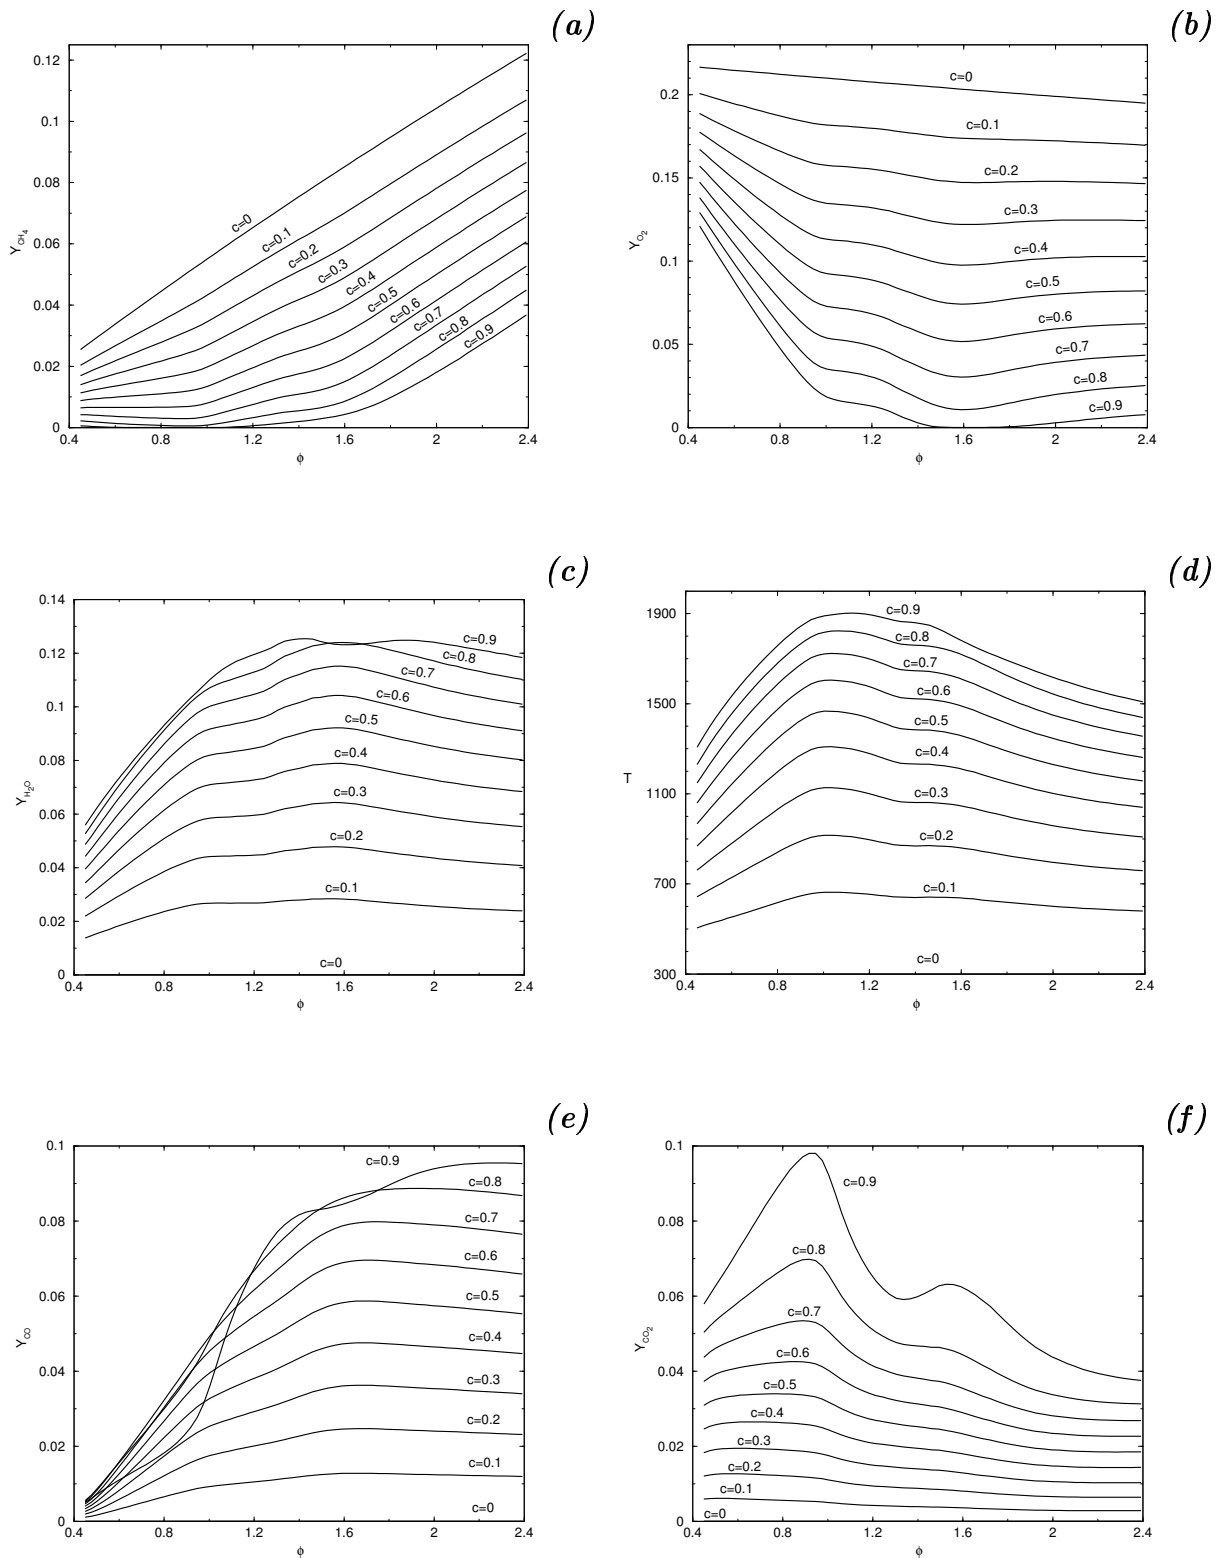 (a)
0.12
0.1
0.08
0.06
0.04
0.02
0
Y_CH4
c=0
c=0.1
c=0.2
c=0.3
c=0.4
c=0.5
c=0.6
c=0.7
c=0.8
c=0.9
0.4 0.8 1.2 1.6 2 2.4
ϕ
(b)
0.2
0.15
0.1
0.05
0
Y_O2
c=0
c=0.1
c=0.2
c=0.3
c=0.4
c=0.5
c=0.6
c=0.7
c=0.8
c=0.9
0.4 0.8 1.2 1.6 2 2.4
ϕ
(c)
0.14
0.12
0.1
0.08
0.06
0.04
0.02
0
Y_H2O
c=0.9
c=0.8
c=0.7
c=0.6
c=0.5
c=0.4
c=0.3
c=0.2
c=0.1
c=0
0.4 0.8 1.2 1.6 2 2.4
ϕ
(d)
1900
1500
1100
700
300
T
c=0.9
c=0.8
c=0.7
c=0.6
c=0.5
c=0.4
c=0.3
c=0.2
c=0.1
c=0
0.4 0.8 1.2 1.6 2 2.4
ϕ
(e)
0.1
0.08
0.06
0.04
0.02
0
Y_CO
c=0.9
c=0.8
c=0.7
c=0.6
c=0.5
c=0.4
c=0.3
c=0.2
c=0.1
c=0
0.4 0.8 1.2 1.6 2 2.4
ϕ
(f)
0.1
0.08
0.06
0.04
0.02
0
Y_CO2
c=0.9
c=0.8
c=0.7
c=0.6
c=0.5
c=0.4
c=0.3
c=0.2
c=0.1
c=0
0.4 0.8 1.2 1.6 2 2.4
ϕ